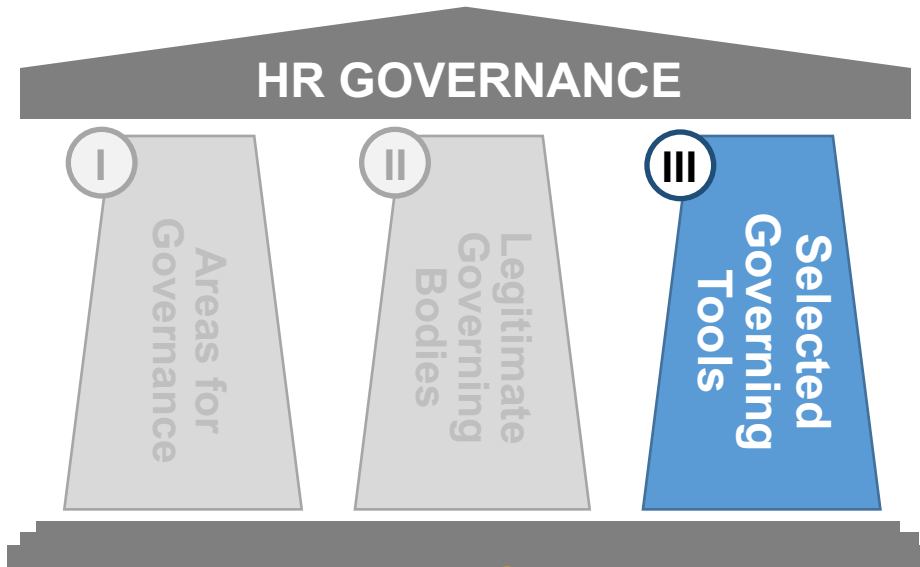 HR GOVERNANCE
I
Areas for
Governance
II
Legitimate
Governing
Bodies
III
Selected
Governing
Tools